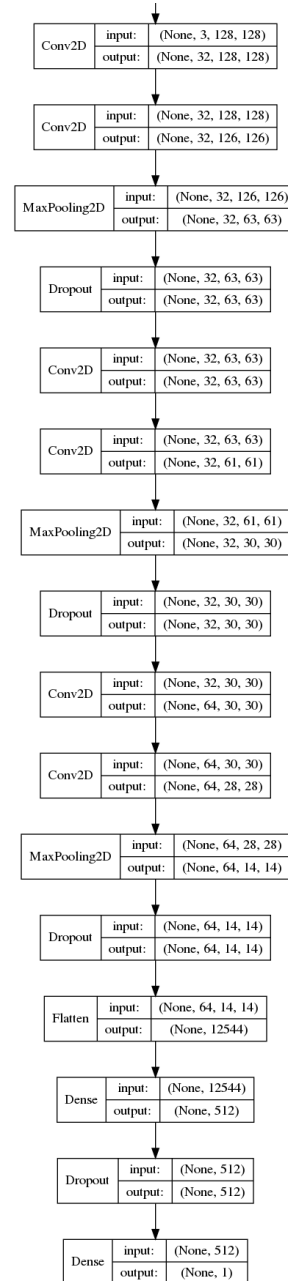 Conv2D input: (None, 3, 128, 128)
output: (None, 32, 128, 128)
Conv2D input: (None, 32, 128, 128)
output: (None, 32, 126, 126)
MaxPooling2D input: (None, 32, 126, 126)
output: (None, 32, 63, 63)
Dropout input: (None, 32, 63, 63)
output: (None, 32, 63, 63)
Conv2D input: (None, 32, 63, 63)
output: (None, 32, 63, 63)
Conv2D input: (None, 32, 63, 63)
output: (None, 32, 61, 61)
MaxPooling2D input: (None, 32, 61, 61)
output: (None, 32, 30, 30)
Dropout input: (None, 32, 30, 30)
output: (None, 32, 30, 30)
Conv2D input: (None, 32, 30, 30)
output: (None, 64, 30, 30)
Conv2D input: (None, 64, 30, 30)
output: (None, 64, 28, 28)
MaxPooling2D input: (None, 64, 28, 28)
output: (None, 64, 14, 14)
Dropout input: (None, 64, 14, 14)
output: (None, 64, 14, 14)
Flatten input: (None, 64, 14, 14)
output: (None, 12544)
Dense input: (None, 12544)
output: (None, 512)
Dropout input: (None, 512)
output: (None, 512)
Dense input: (None, 512)
output: (None, 1)